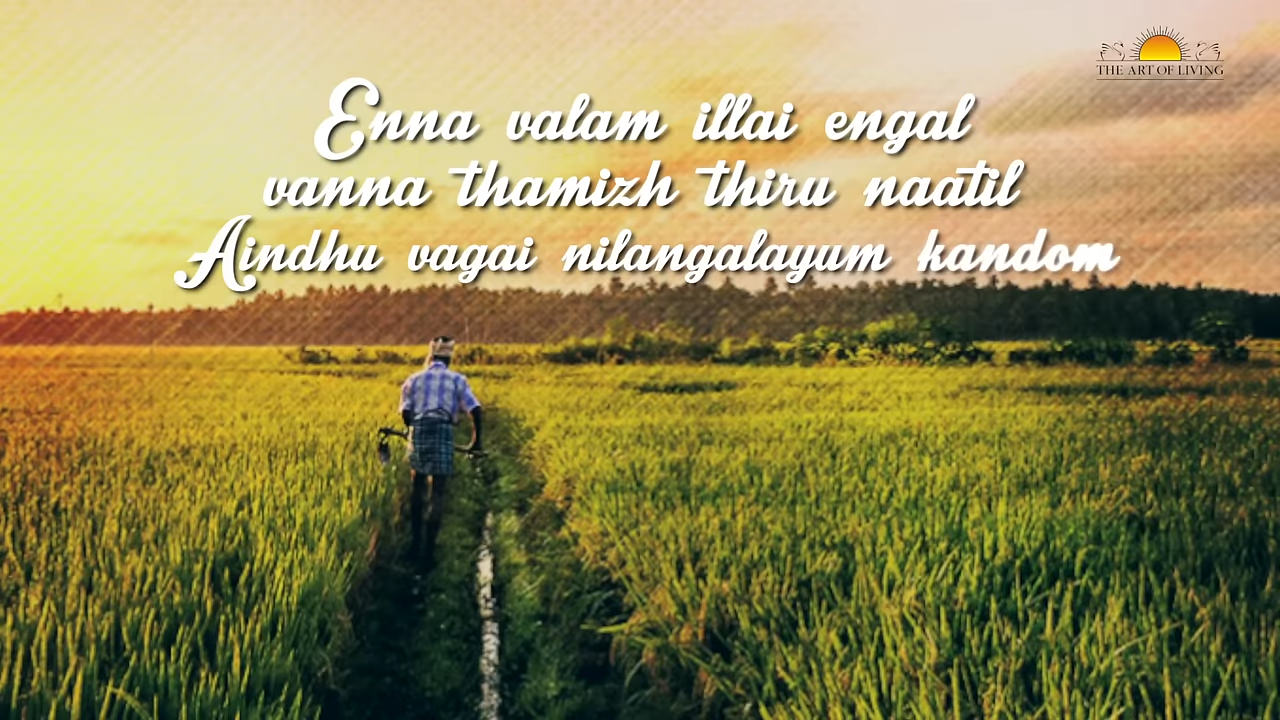 THE ART OF LIVING
Enna valam illai engal
vanna thamizh thiru naatil
Aindhu vagai nilangalayum kandom